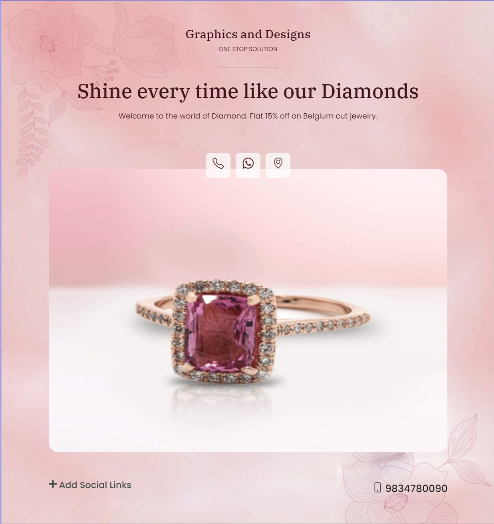 Graphics and Designs
ONE STOP SOLUTION
Shine every time like our Diamonds
Welcome to the world of Diamond. Flat 15% off on Belgium cut jewelry.
Add Social Links
9834780090